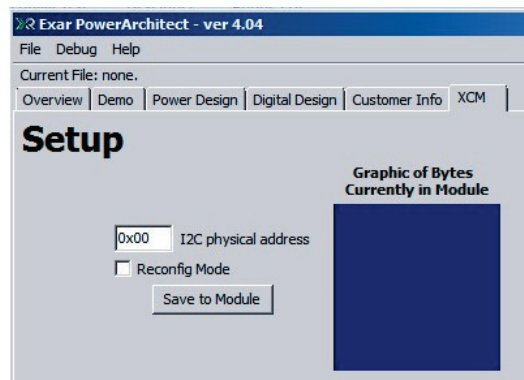 Exar PowerArchitect - ver 4.04
File Debug Help
Current File: none.
Overview Demo Power Design Digital Design Customer Info XCM
Setup
Graphic of Bytes
Currently in Module
0x00 I2C physical address
Reconfig Mode
Save to Module